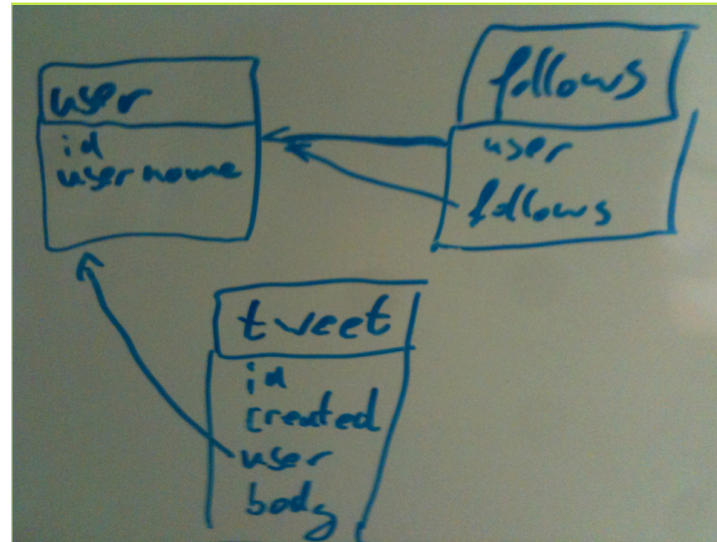 user
id
username
follows
user
follows
tweet
id
created
user
body